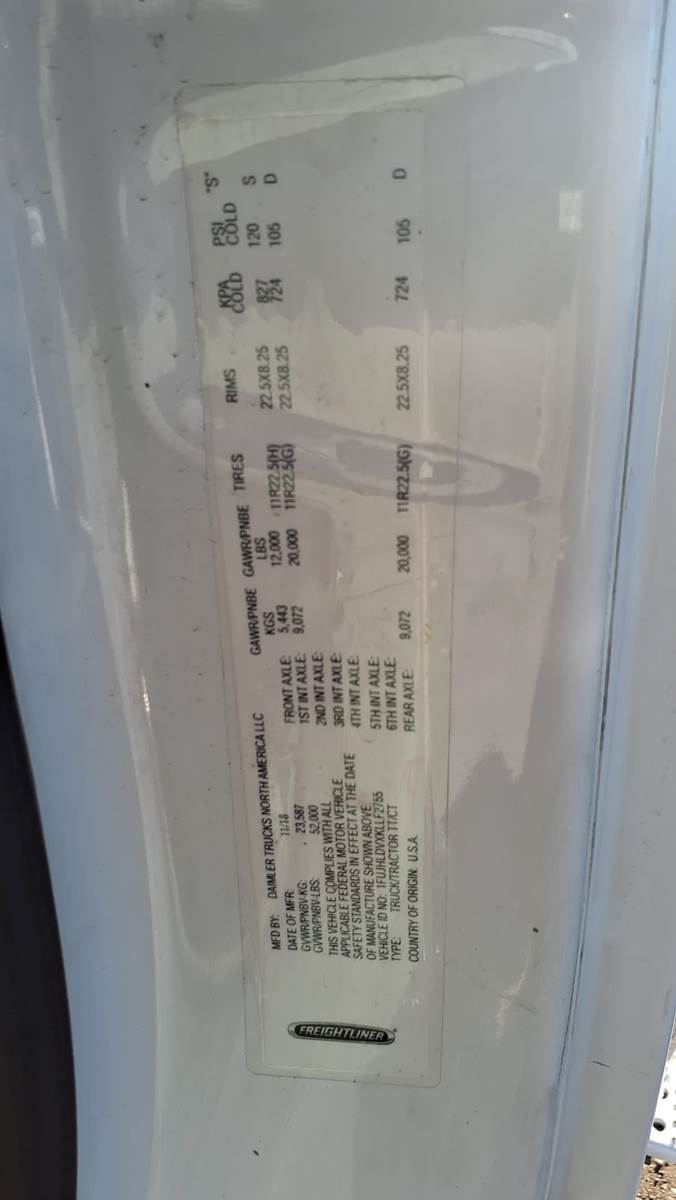 FREIGHTLINER
MFD BY: DAIMLER TRUCKS NORTH AMERICA LLC
DATE OF MFR: 11/18
GVWR/PNBV-KG: 23,587
GVWR/PNBV-LBS: 52,000
THIS VEHICLE COMPLIES WITH ALL
APPLICABLE FEDERAL MOTOR VEHICLE
SAFETY STANDARDS IN EFFECT AT THE DATE
OF MANUFACTURE SHOWN ABOVE
VEHICLE ID NO: 1FUJHLDVXKLLF2755
TYPE: TRUCK/TRACTOR TT/CT
COUNTRY OF ORIGIN: U.S.A.
GAWR/PNBE KGS GAWR/PNBE LBS TIRES RIMS KPA COLD PSI COLD "S"
FRONT AXLE: 5,443 12,000 11R22.5(H) 22.5X8.25 827 120 S
1ST INT AXLE: 9,072 20,000 11R22.5(G) 22.5X8.25 724 105 D
2ND INT AXLE:
3RD INT AXLE:
4TH INT AXLE:
5TH INT AXLE:
6TH INT AXLE:
REAR AXLE: 9,072 20,000 11R22.5(G) 22.5X8.25 724 105 D